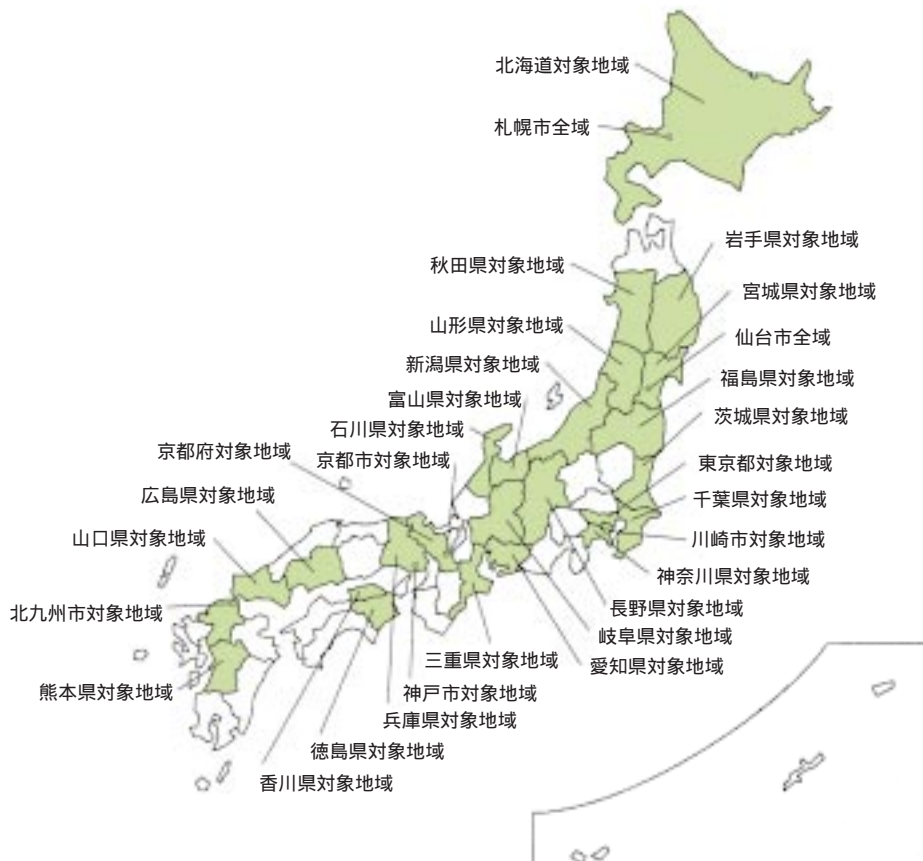 北海道対象地域
札幌市全域
岩手県対象地域
秋田県対象地域
宮城県対象地域
山形県対象地域
仙台市全域
新潟県対象地域
福島県対象地域
富山県対象地域
茨城県対象地域
石川県対象地域
京都府対象地域
京都市対象地域
東京都対象地域
広島県対象地域
千葉県対象地域
山口県対象地域
川崎市対象地域
神奈川県対象地域
北九州市対象地域
長野県対象地域
岐阜県対象地域
三重県対象地域
愛知県対象地域
熊本県対象地域
神戸市対象地域
兵庫県対象地域
徳島県対象地域
香川県対象地域